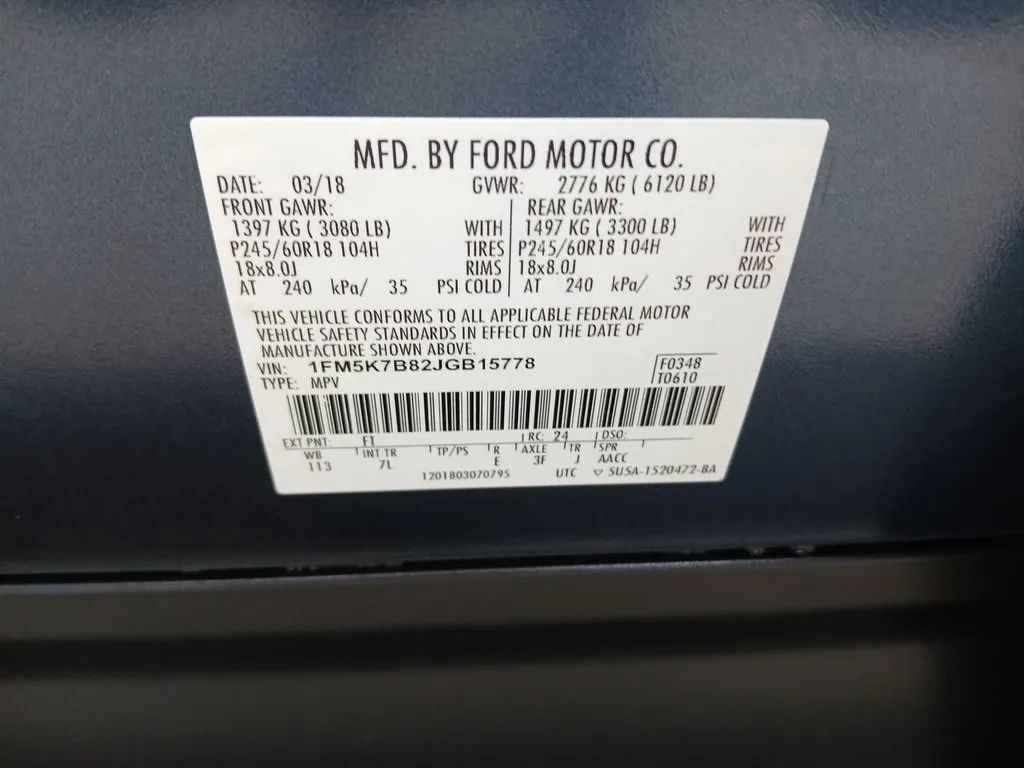 MFD. BY FORD MOTOR CO.
DATE: 03/18 GVWR: 2776 KG ( 6120 LB)
FRONT GAWR: REAR GAWR:
1397 KG ( 3080 LB) WITH 1497 KG ( 3300 LB) WITH
P245/60R18 104H TIRES P245/60R18 104H TIRES
18x8.0J RIMS 18x8.0J RIMS
AT 240 kPa/ 35 PSI COLD AT 240 kPa/ 35 PSI COLD
THIS VEHICLE CONFORMS TO ALL APPLICABLE FEDERAL MOTOR
VEHICLE SAFETY STANDARDS IN EFFECT ON THE DATE OF
MANUFACTURE SHOWN ABOVE.
VIN: 1FM5K7B82JGB15778 F0348
TYPE: MPV T0610
EXT PNT: FT RC: 24 DSO:
WB INT TR TP/PS R AXLE TR SPR
113 7L E 3F J AACC
12018030707​95 UTC ▽ 5U5A-1520472-BA